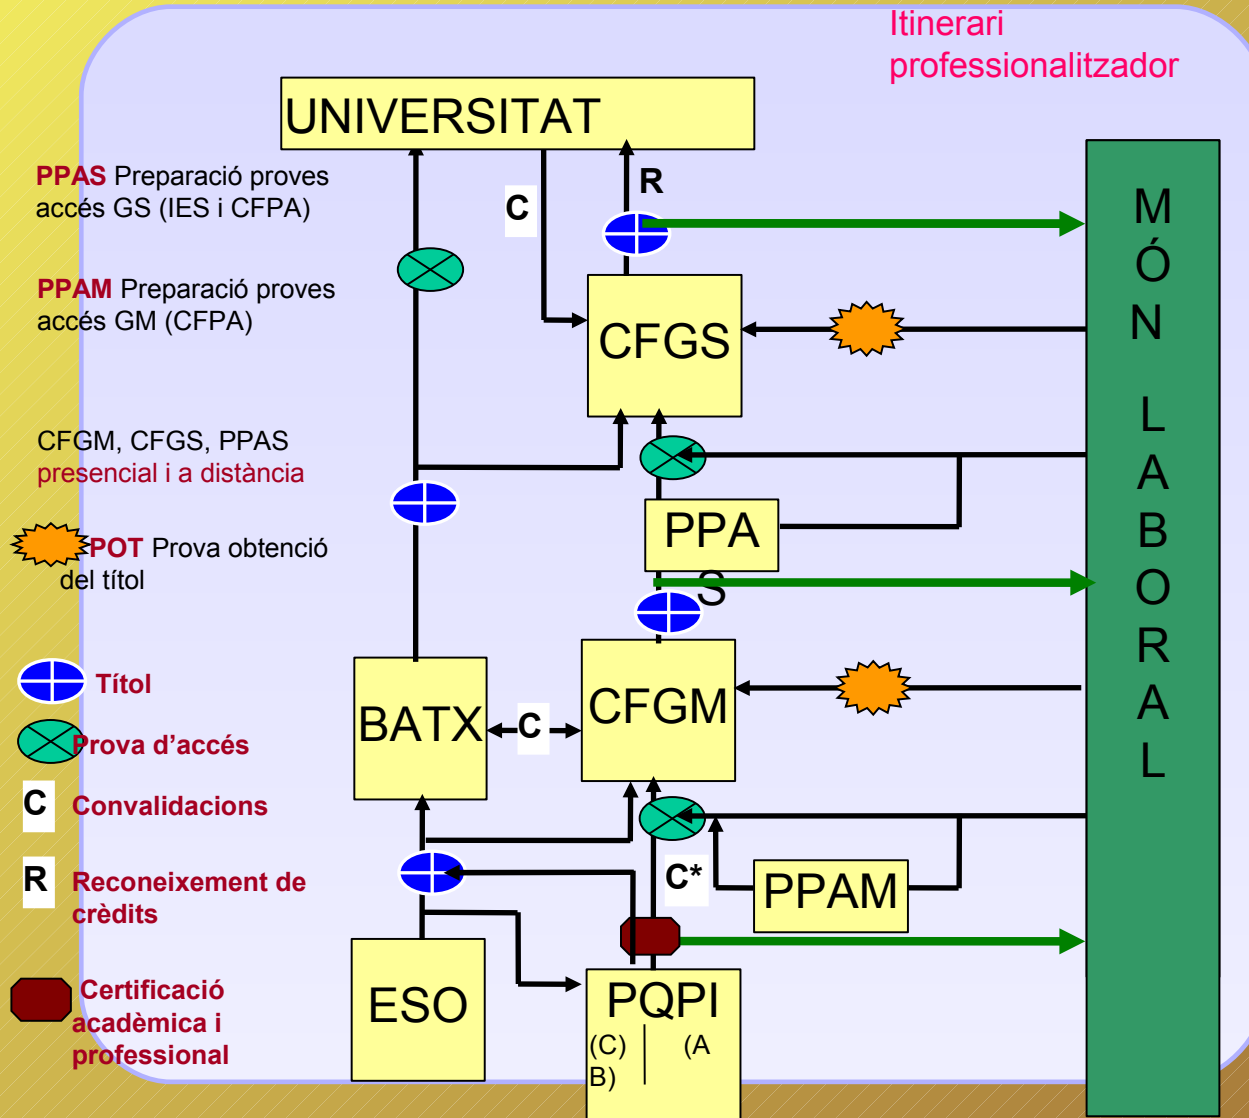 Itinerari
professionalitzador
UNIVERSITAT
PPAS Preparació proves
accés GS (IES i CFPA)
R
C
PPAM Preparació proves
accés GM (CFPA)
CFGS
CFGM, CFGS, PPAS
presencial i a distància
PPA
S
POT Prova obtenció
del títol
Títol
Prova d'accés
C Convalidacions
R Reconeixement de
crèdits
Certificació
acadèmica i
professional
BATX
C
CFGM
C*
PPAM
ESO
PQPI
(C) (A
B)
M
Ó
N
L
A
B
O
R
A
L